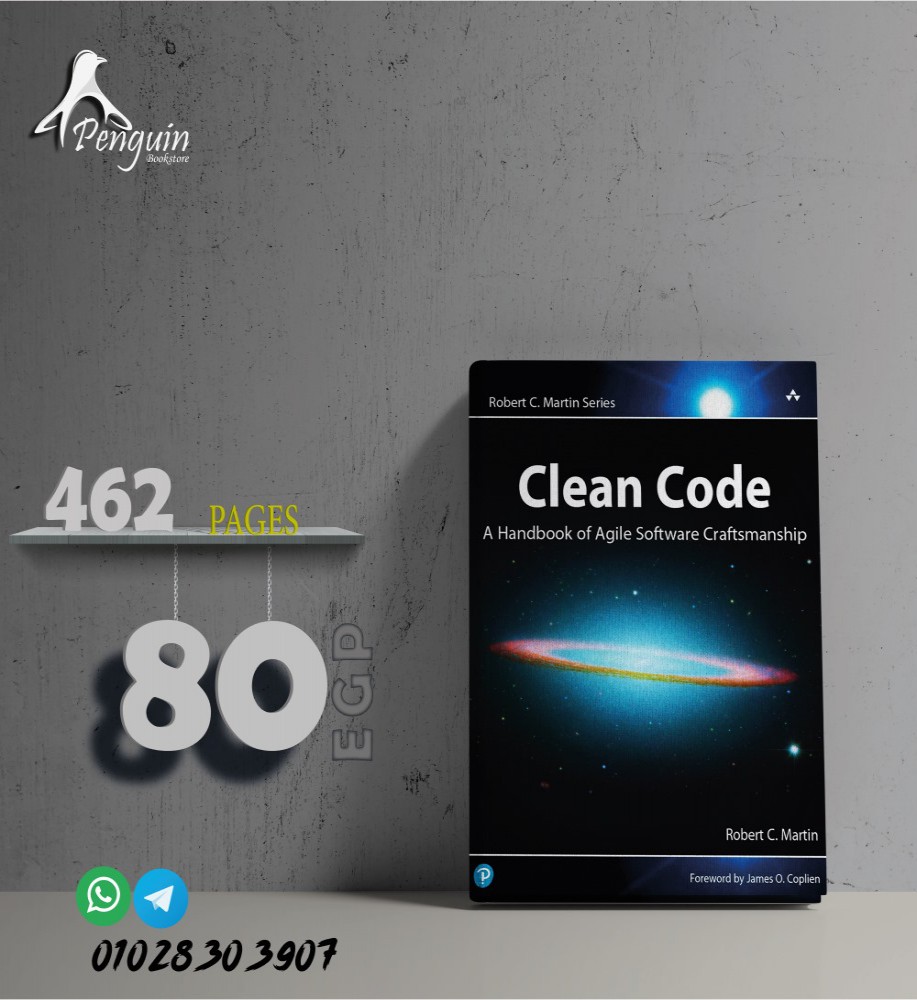 Penguin
Bookstore
462 PAGES
80 EGP
01028303907
Robert C. Martin Series
Clean Code
A Handbook of Agile Software Craftsmanship
Robert C. Martin
Foreword by James O. Coplien
P